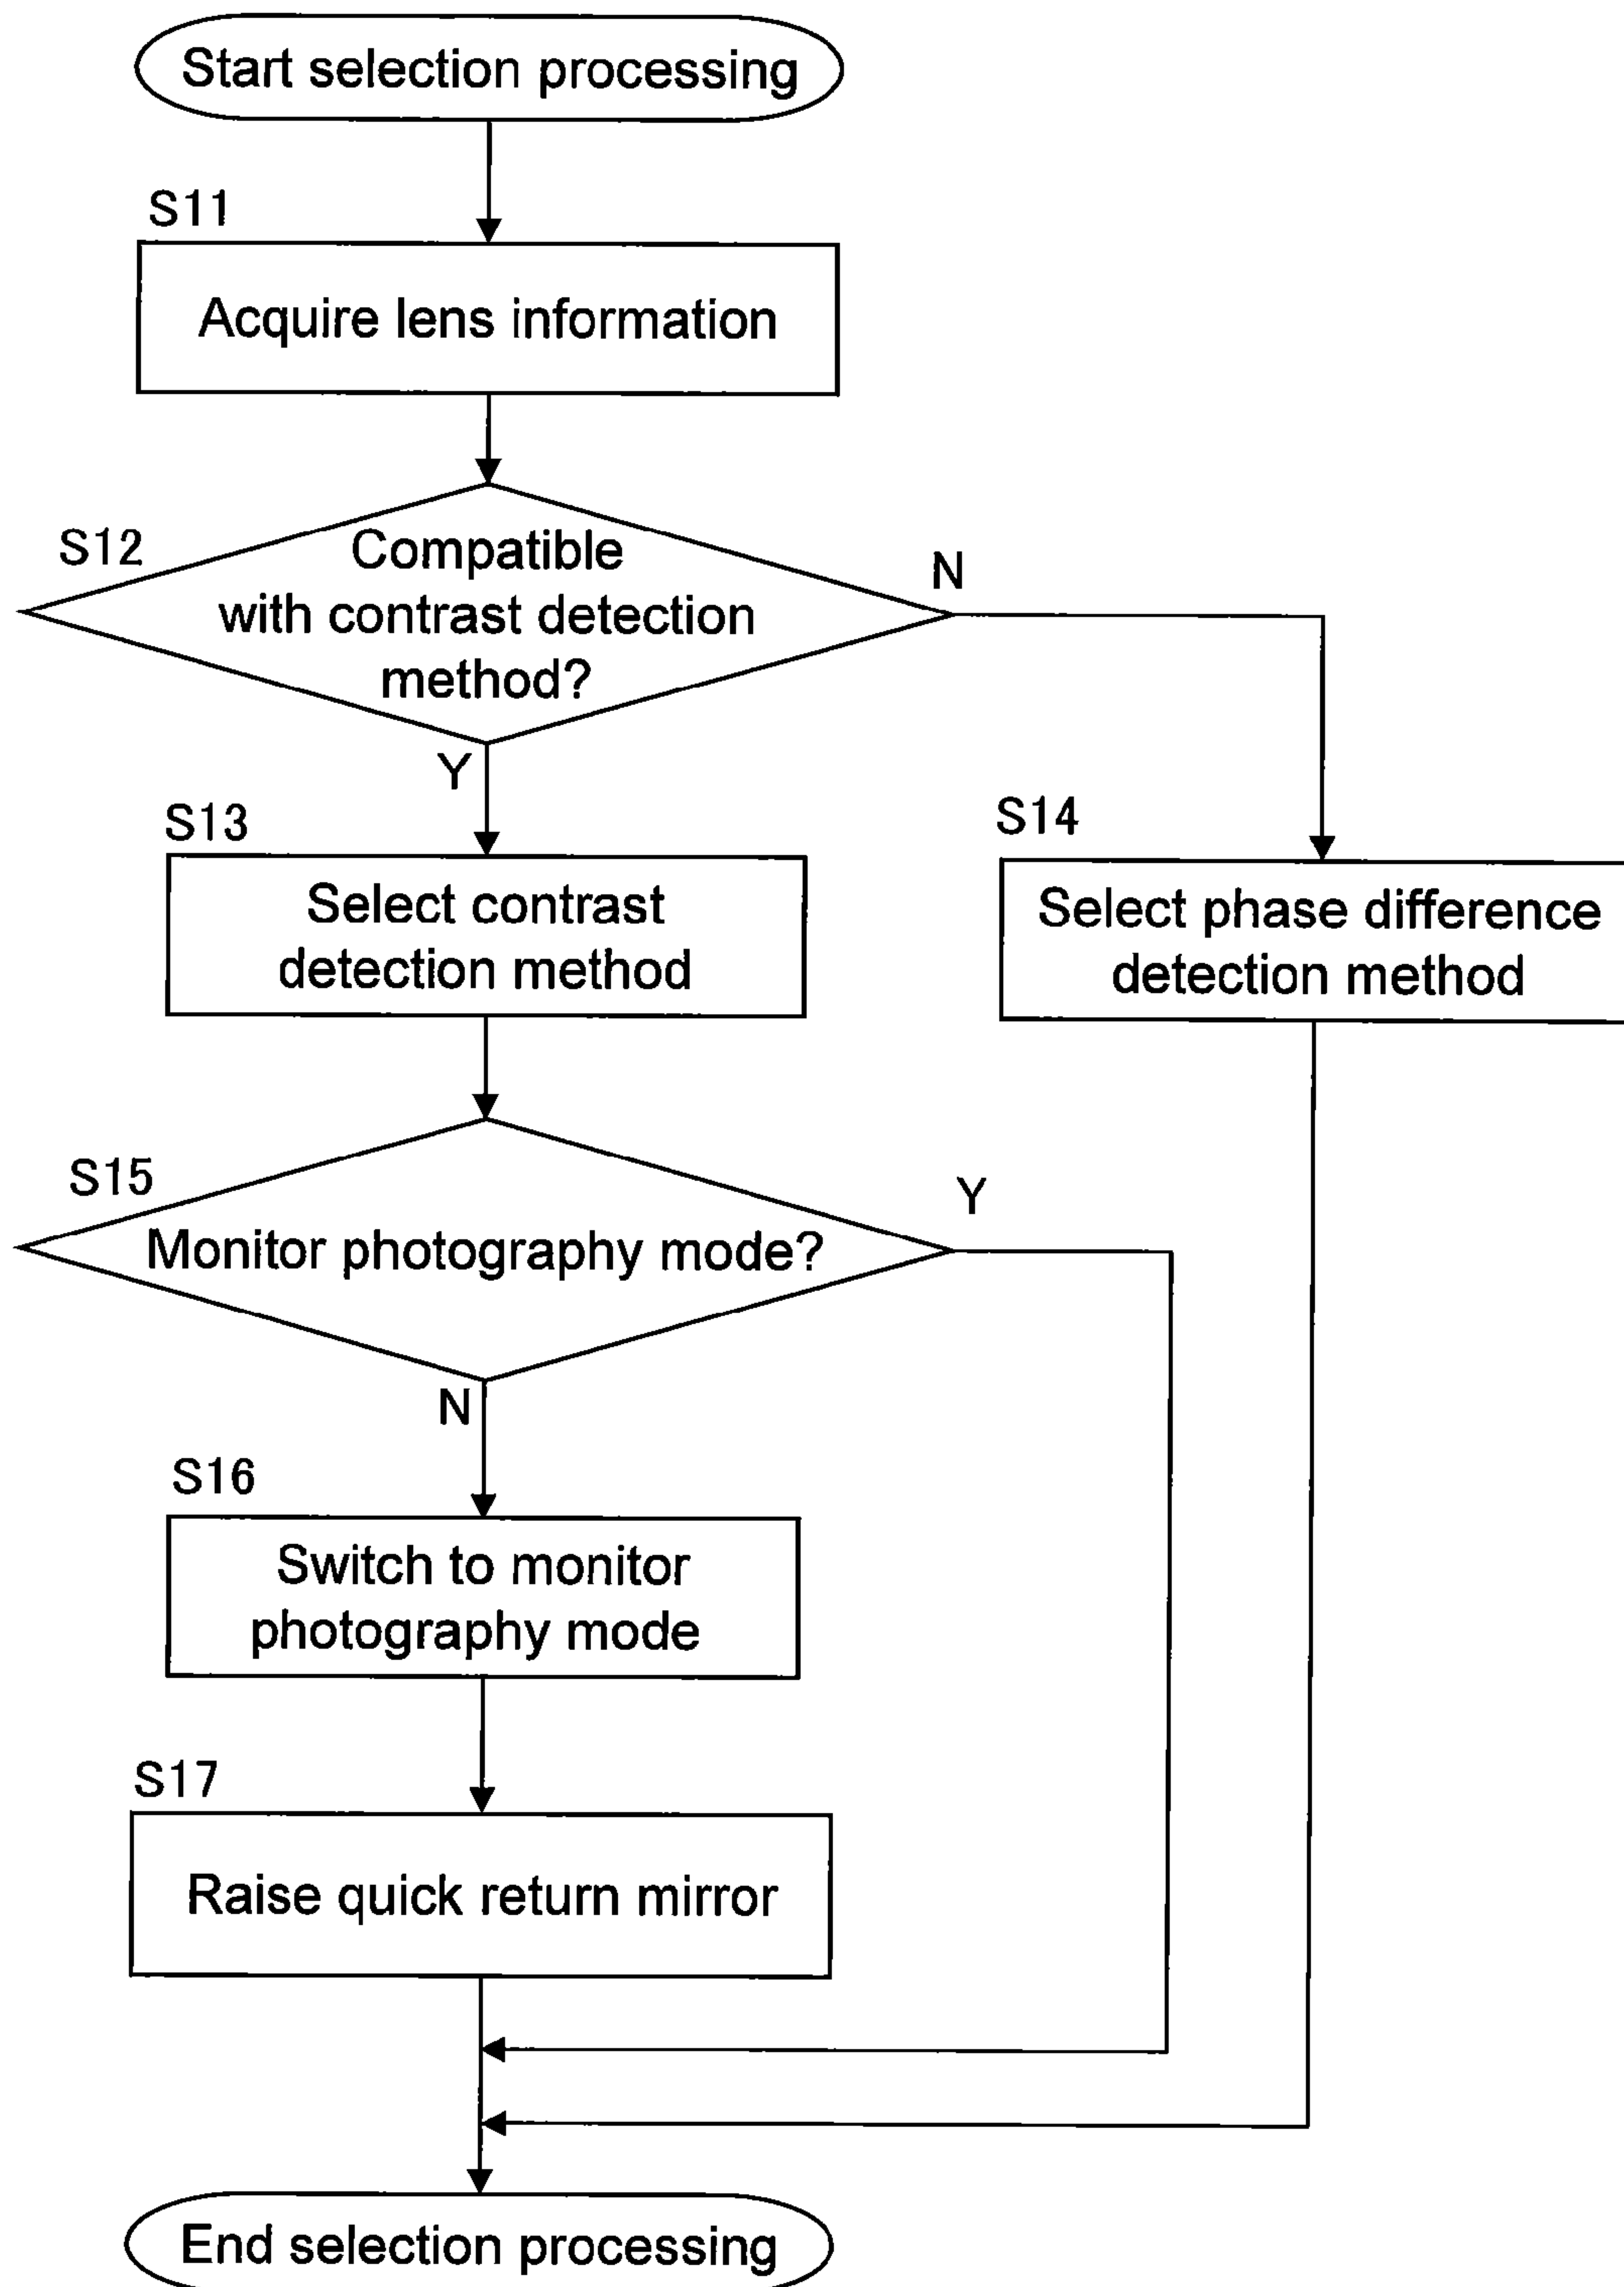 Start selection processing
S11
Acquire lens information
S12
Compatible
with contrast detection
method?
N
Y
S13
Select contrast
detection method
S14
Select phase difference
detection method
S15
Monitor photography mode?
Y
N
S16
Switch to monitor
photography mode
S17
Raise quick return mirror
End selection processing